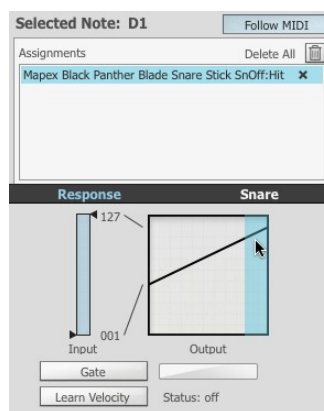 Selected Note: D1 Follow MIDI
Assignments Delete All
Mapex Black Panther Blade Snare Stick SnOff:Hit ×
Response Snare
127
001
Input Output
Gate
Learn Velocity Status: off